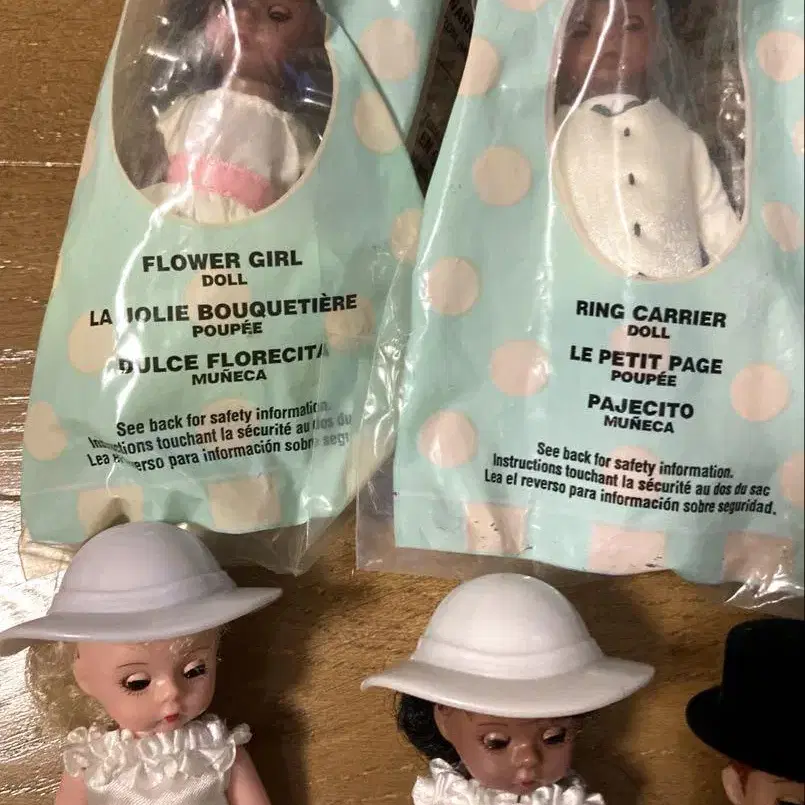 FLOWER GIRL
DOLL
LA JOLIE BOUQUETIÈRE
POUPÉE
DULCE FLORECITA
MUÑECA
See back for safety information.
Instructions touchant la sécurité au dos du
Lea reverso para información sobre segu
RING CARRIER
DOLL
LE PETIT PAGE
POUPÉE
PAJECITO
MUÑECA
See back for safety information.
Instructions touchant la sécurité au dos du sac
Lea el reverso para información sobre seguridad.